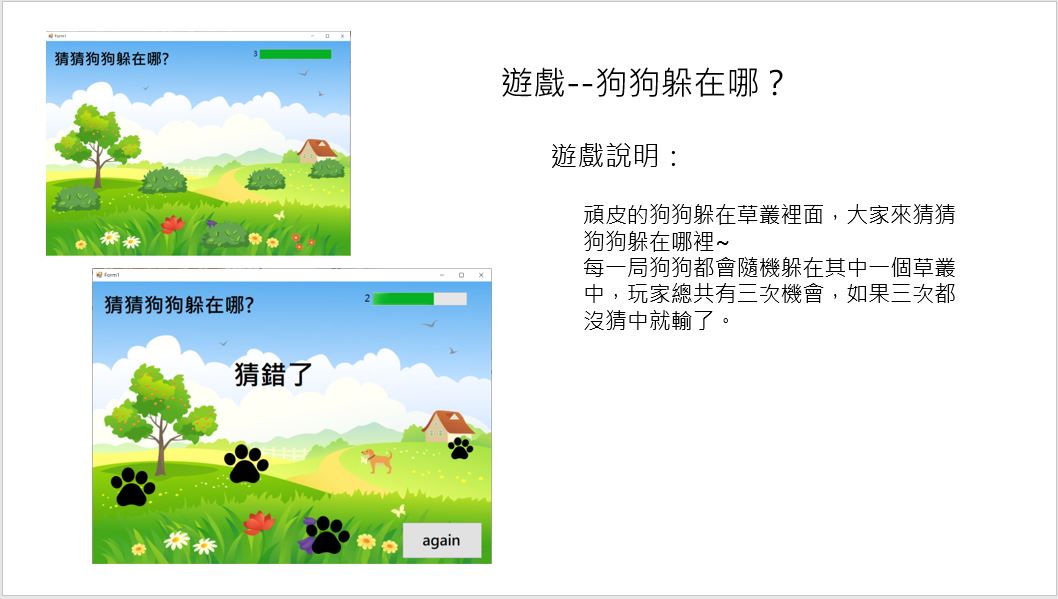 Form1
猜猜狗狗躲在哪?
3
Form1
猜猜狗狗躲在哪?
2
猜錯了
again
遊戲--狗狗躲在哪？
遊戲說明：
頑皮的狗狗躲在草叢裡面，大家來猜猜
狗狗躲在哪裡~
每一局狗狗都會隨機躲在其中一個草叢
中，玩家總共有三次機會，如果三次都
沒猜中就輸了。